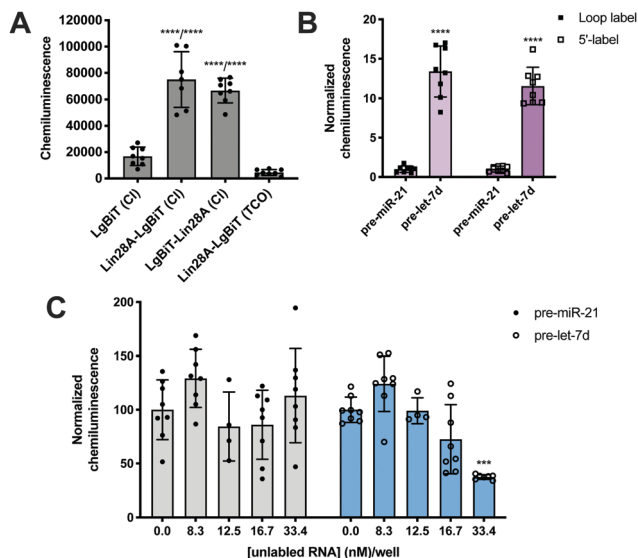 A
120000
100000
80000
60000
40000
20000
0
Chemiluminescence
****/****
****/****
LgBiT (CI)
Lin28A-LgBiT (CI)
LgBiT-Lin28A (CI)
Lin28A-LgBiT (TCO)
B
Loop label
5'-label
20
15
10
5
0
Normalized
chemiluminescence
****
****
pre-miR-21
pre-let-7d
pre-miR-21
pre-let-7d
C
pre-miR-21
pre-let-7d
200
150
100
50
0
Normalized
chemiluminescence
***
0.0 8.3 12.5 16.7 33.4 0.0 8.3 12.5 16.7 33.4
[unlabled RNA] (nM)/well